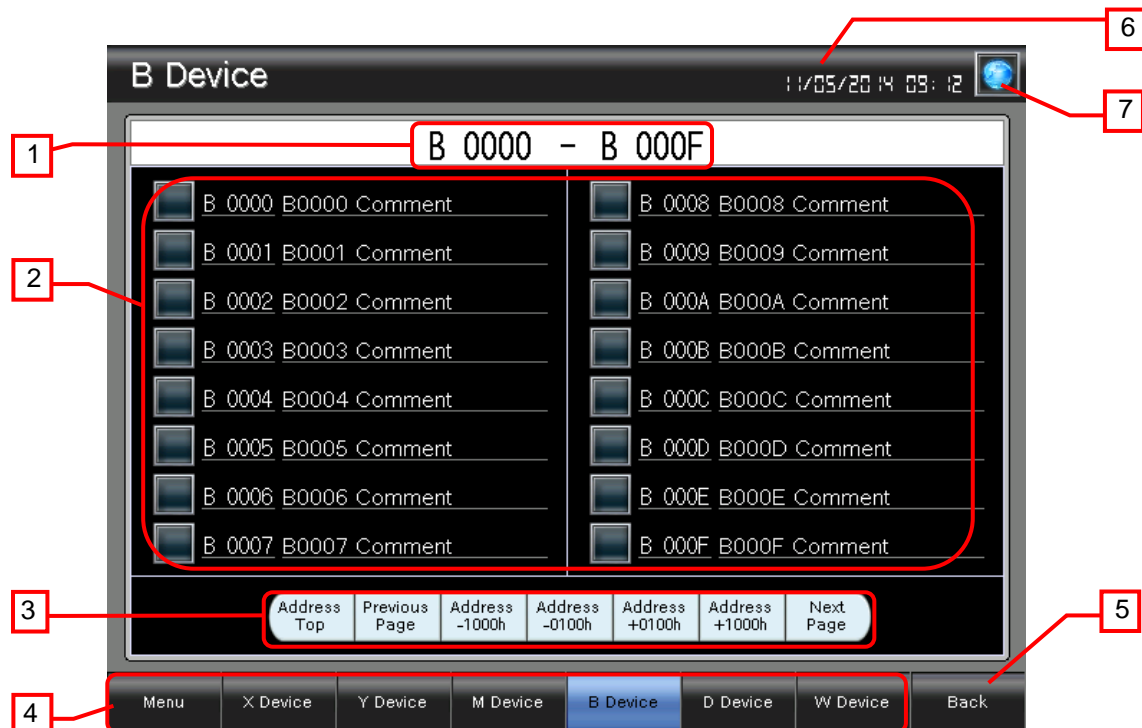 6
B Device
11/05/2014 09:12
7
1
B 0000 - B 000F
2
B 0000 B0000 Comment
B 0001 B0001 Comment
B 0002 B0002 Comment
B 0003 B0003 Comment
B 0004 B0004 Comment
B 0005 B0005 Comment
B 0006 B0006 Comment
B 0007 B0007 Comment
B 0008 B0008 Comment
B 0009 B0009 Comment
B 000A B000A Comment
B 000B B000B Comment
B 000C B000C Comment
B 000D B000D Comment
B 000E B000E Comment
B 000F B000F Comment
3
Address Top
Previous Page
Address -1000h
Address -0100h
Address +0100h
Address +1000h
Next Page
5
4
Menu
X Device
Y Device
M Device
B Device
D Device
W Device
Back